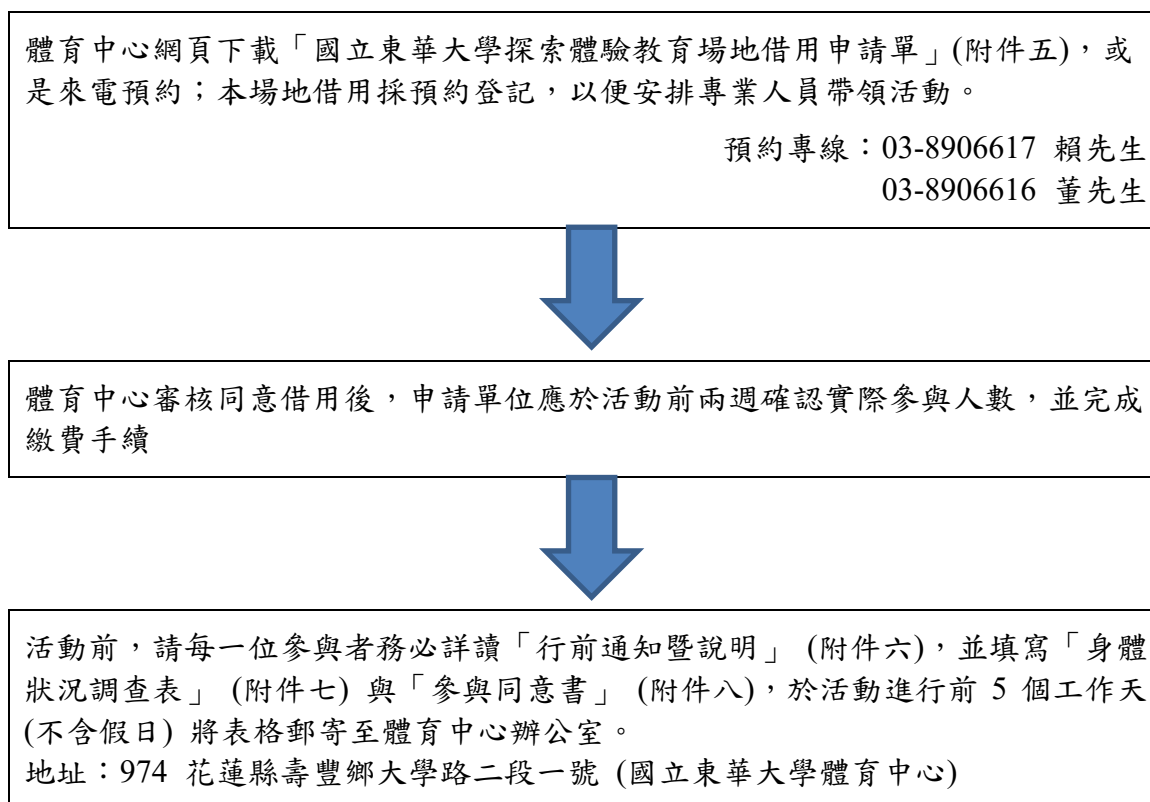 體育中心網頁下載「國立東華大學探索體驗教育場地借用申請單」(附件五)，或
是來電預約；本場地借用採預約登記，以便安排專業人員帶領活動。
預約專線：03-8906617 賴先生
03-8906616 董先生
體育中心審核同意借用後，申請單位應於活動前兩週確認實際參與人數，並完成
繳費手續
活動前，請每一位參與者務必詳讀「行前通知暨說明」 (附件六)，並填寫「身體
狀況調查表」 (附件七) 與「參與同意書」 (附件八)，於活動進行前 5 個工作天
(不含假日) 將表格郵寄至體育中心辦公室。
地址：974 花蓮縣壽豐鄉大學路二段一號 (國立東華大學體育中心)